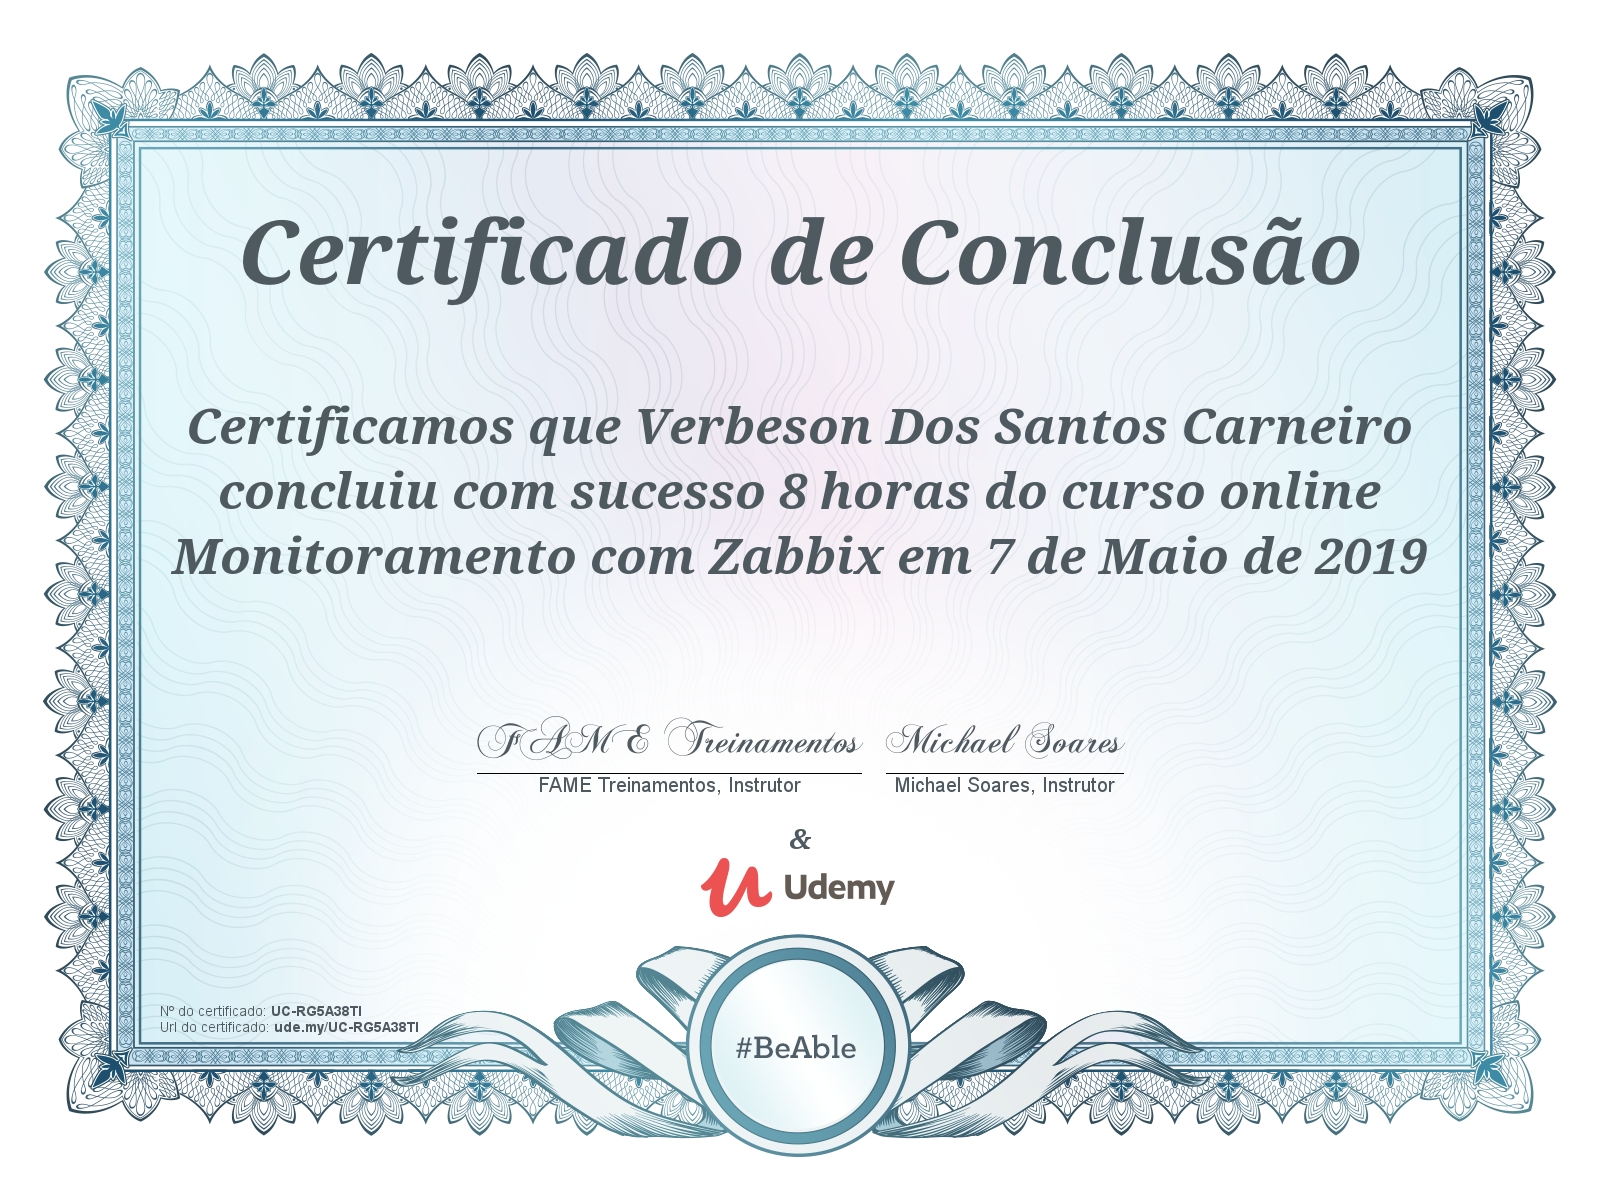 Certificado de Conclusão
Certificamos que Verbeson Dos Santos Carneiro
concluiu com sucesso 8 horas do curso online
Monitoramento com Zabbix em 7 de Maio de 2019
FAME Treinamentos Michael Soares
FAME Treinamentos, Instrutor Michael Soares, Instrutor
&
Udemy
Nº do certificado: UC-RG5A38TI
Url do certificado: ude.my/UC-RG5A38TI
#BeAble